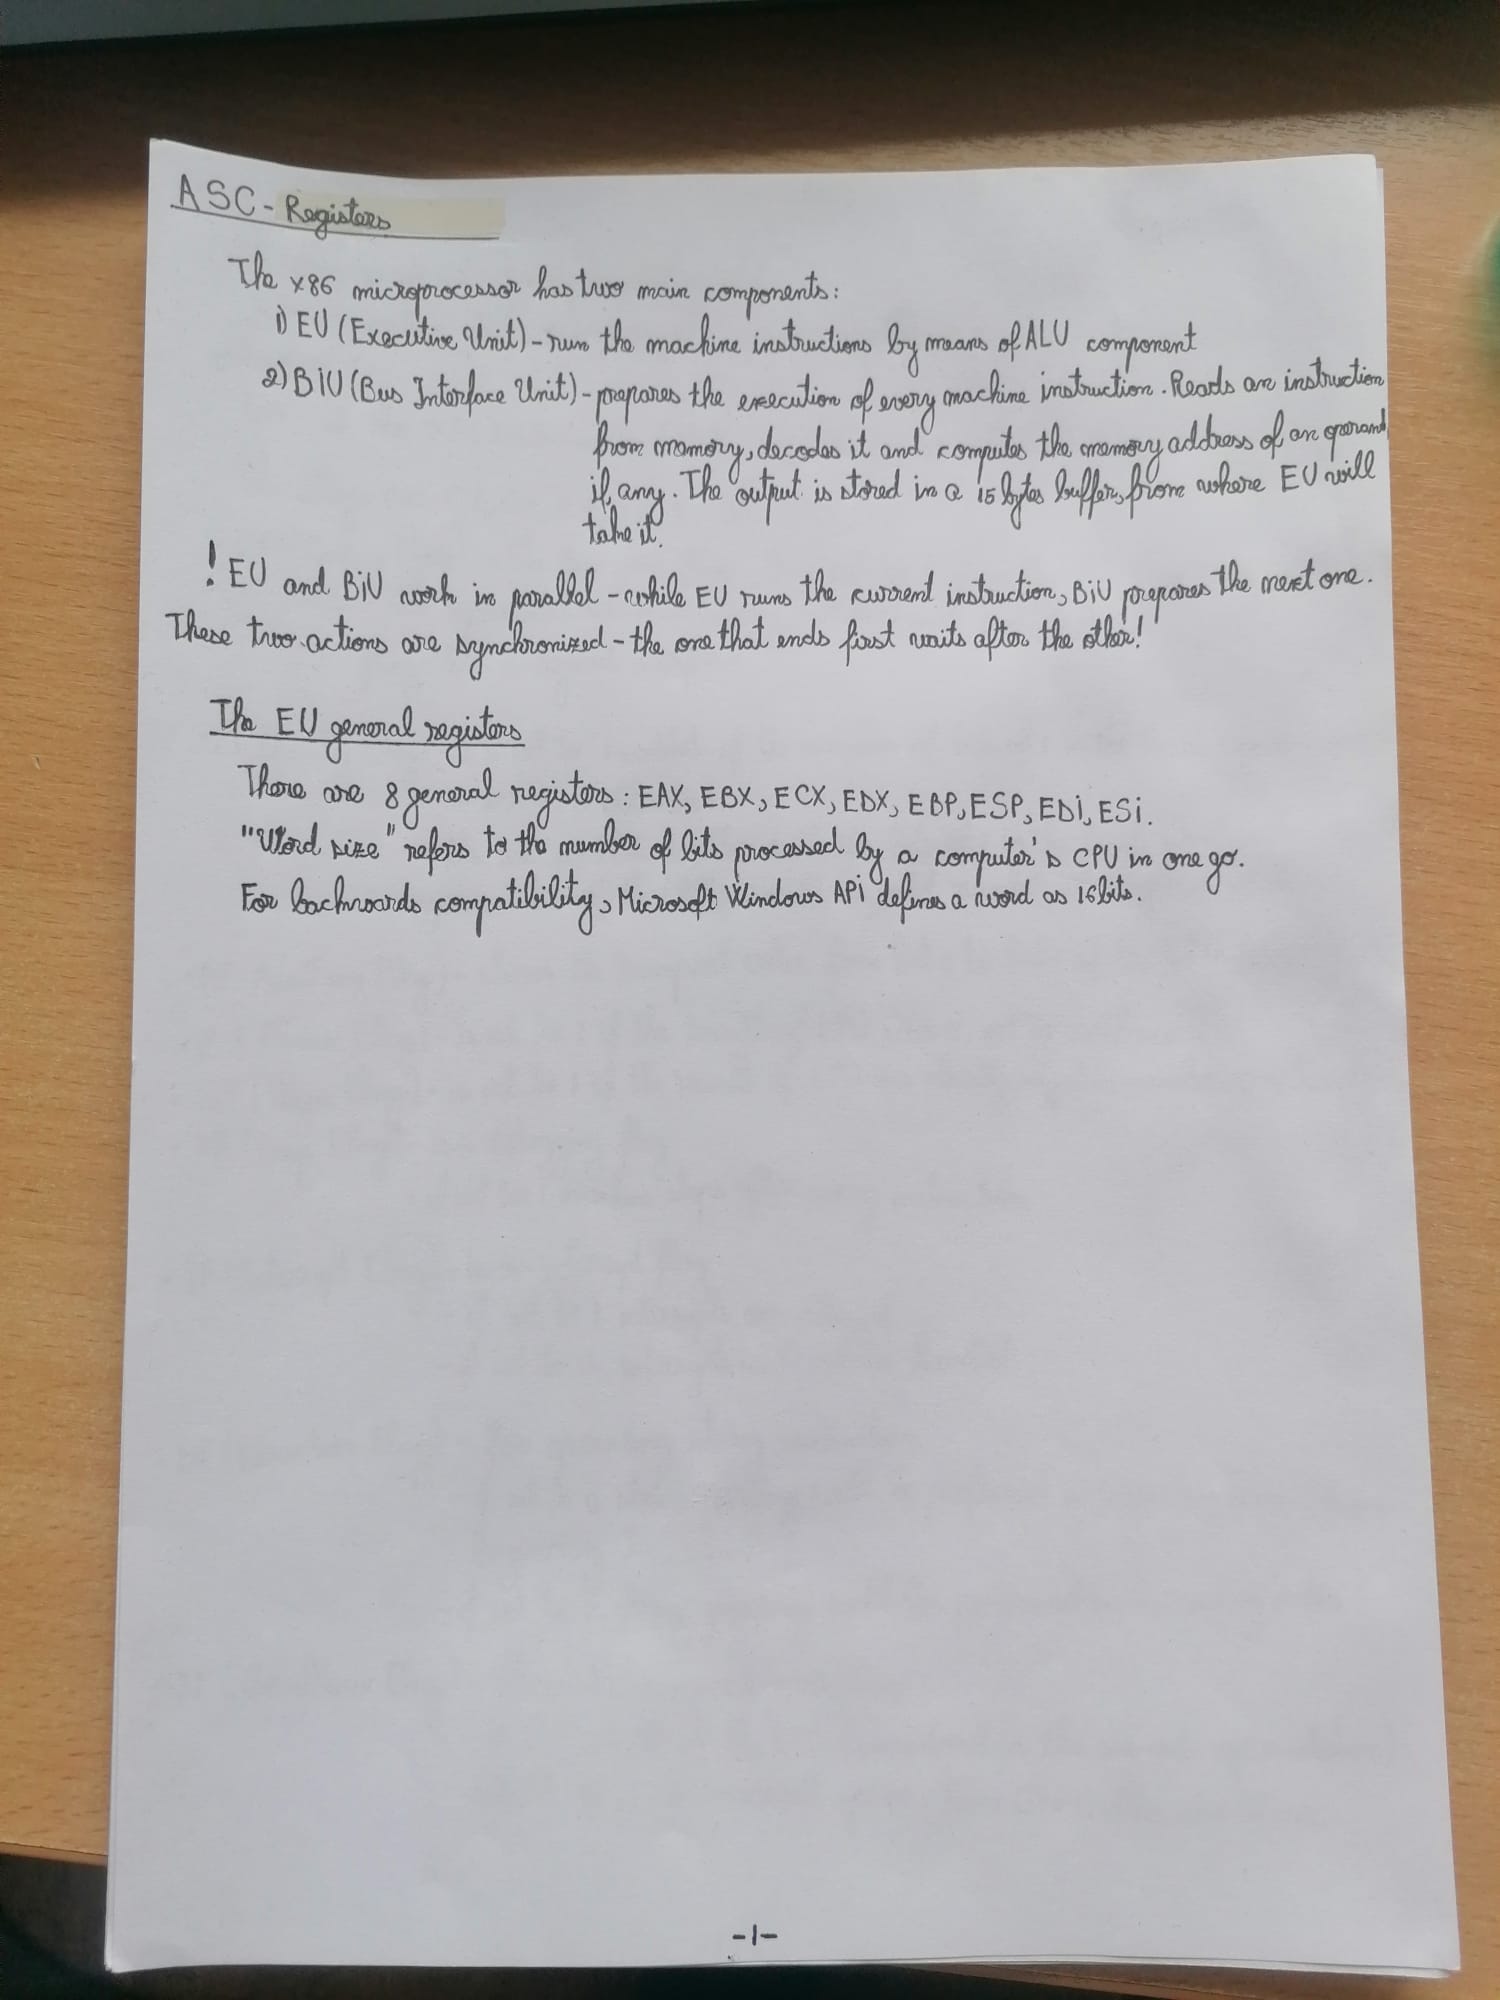 ASC - Registers
The x86 microprocessor has two main components:
1) EU (Executive Unit) - run the machine instructions by means of ALU component
2) BiU (Bus Interface Unit) - prepares the execution of every machine instruction. Reads an instruction
from memory, decodes it and computes the memory address of an operand,
if any. The output is stored in a 15 bytes buffer, from where EU will
take it.
! EU and BiU work in parallel - while EU runs the current instruction, BiU prepares the next one.
These two actions are synchronized - the one that ends first waits after the other!
The EU general registers
There are 8 general registers: EAX, EBX, ECX, EDX, EBP, ESP, EDi, ESi.
"Word size" refers to the number of bits processed by a computer's CPU in one go.
For backwards compatibility, Microsoft Windows APi defines a word as 16 bits.
-1-